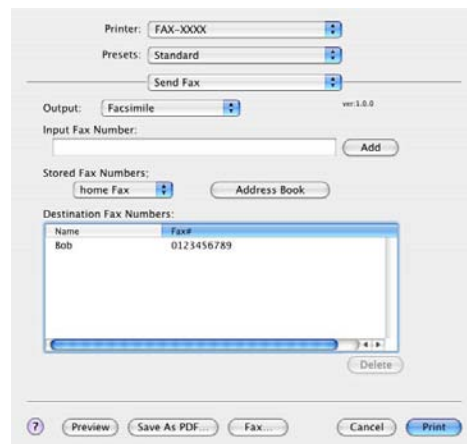 Printer: FAX-XXXX
Presets: Standard
Send Fax
Output: Facsimile ver:1.0.0
Input Fax Number:
Add
Stored Fax Numbers:
home Fax Address Book
Destination Fax Numbers:
Name Fax#
Bob 0123456789
Delete
? Preview Save As PDF... Fax... Cancel Print